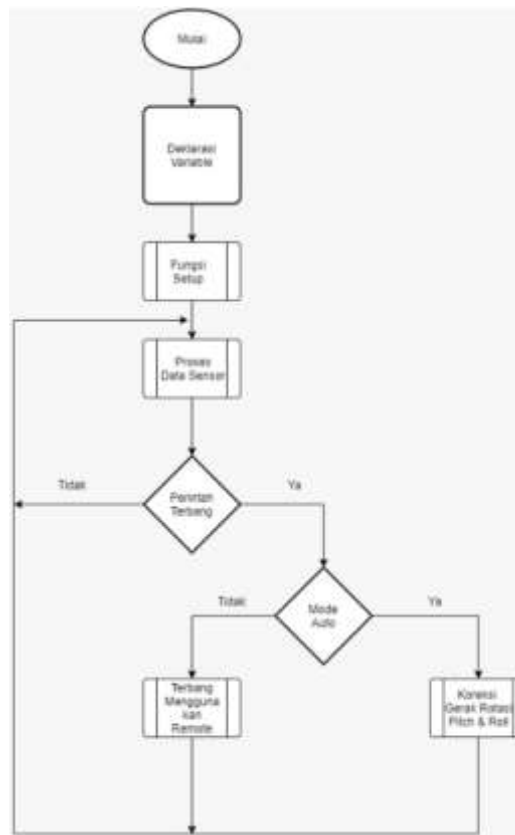 Mulai
Deklarasi
Variable
Fungsi
Setup
Proses
Data Sensor
Tidak
Perintah
Terbang
Ya
Tidak
Mode
Auto
Ya
Terbang
Mengguna
kan
Remote
Koreksi
Gerak Rotasi
Pitch & Roll